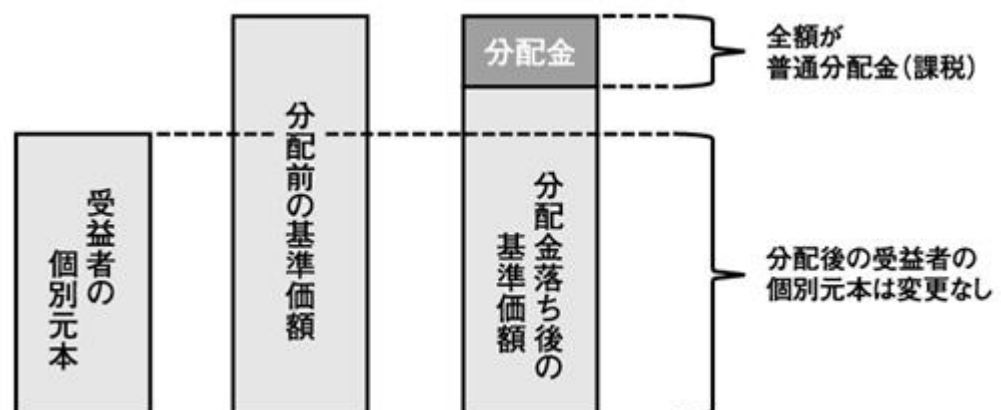 受益者の
個別元本
分配前の基準価額
分配金
分配金落ち後の
基準価額
全額が
普通分配金(課税)
分配後の受益者の
個別元本は変更なし